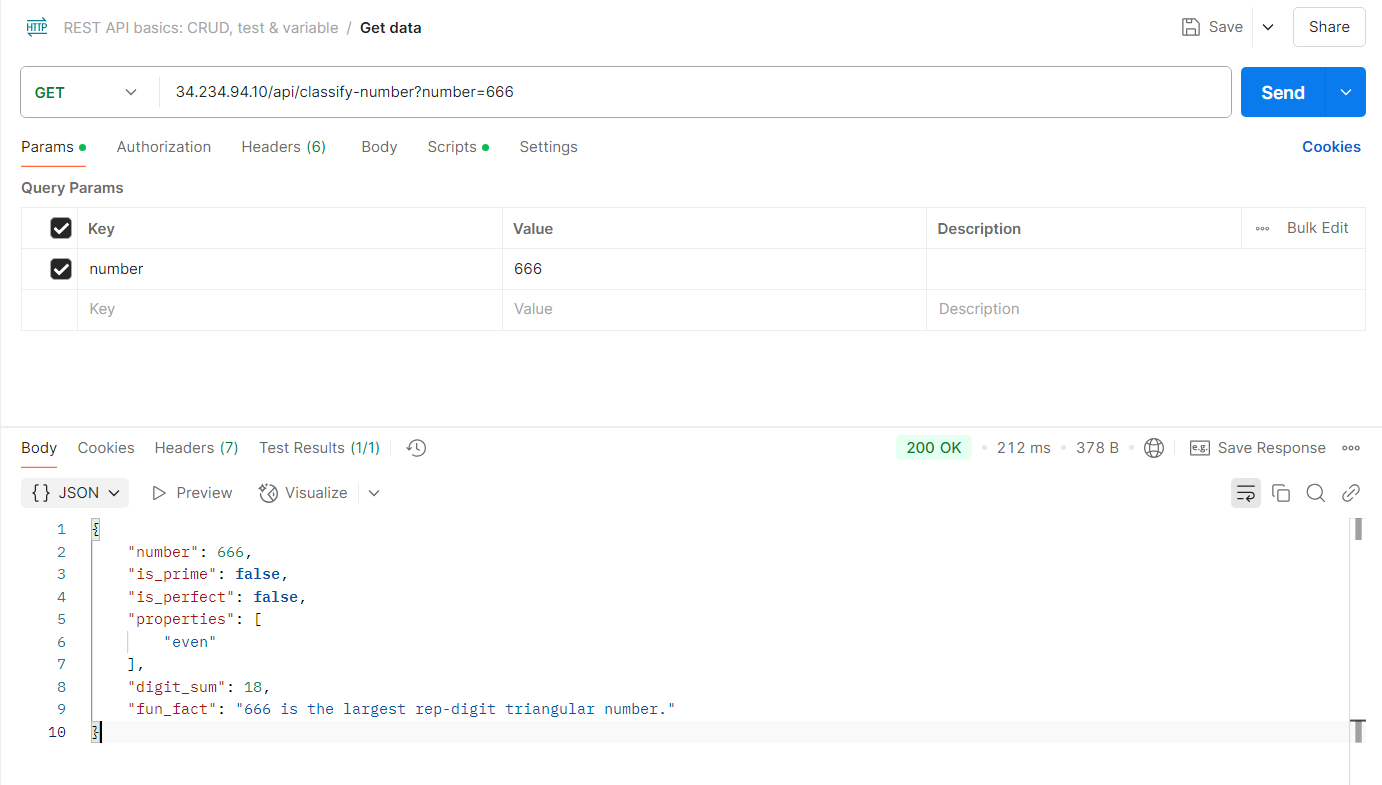 HTTP REST API basics: CRUD, test & variable / Get data Save Share
GET 34.234.94.10/api/classify-number?number=666 Send
Params Authorization Headers (6) Body Scripts Settings Cookies
Query Params
Key Value Description Bulk Edit
number 666
Key Value Description
Body Cookies Headers (7) Test Results (1/1) 200 OK 212 ms 378 B e.g. Save Response
{} JSON Preview Visualize
1 {
2 "number": 666,
3 "is_prime": false,
4 "is_perfect": false,
5 "properties": [
6 "even"
7 ],
8 "digit_sum": 18,
9 "fun_fact": "666 is the largest rep-digit triangular number."
10 }